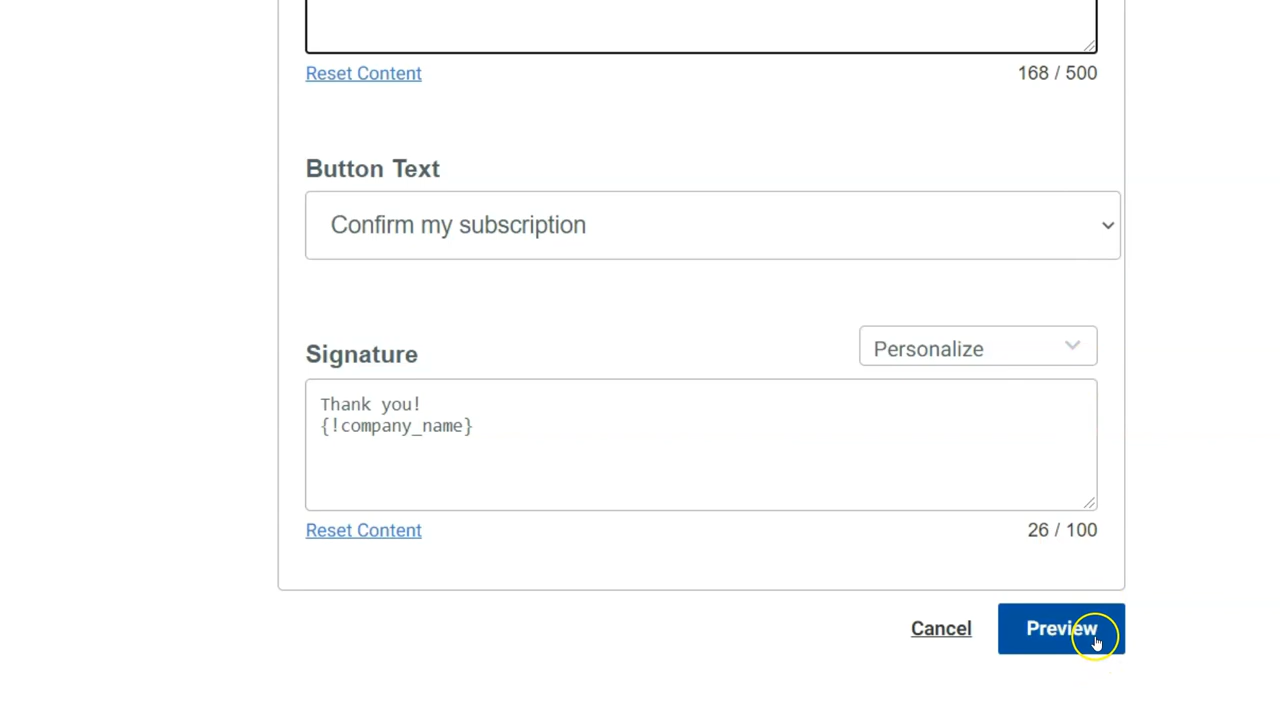 Reset Content
168 / 500
Button Text
Confirm my subscription
Signature
Personalize
Thank you!
{!company_name}
Reset Content
26 / 100
Cancel
Preview